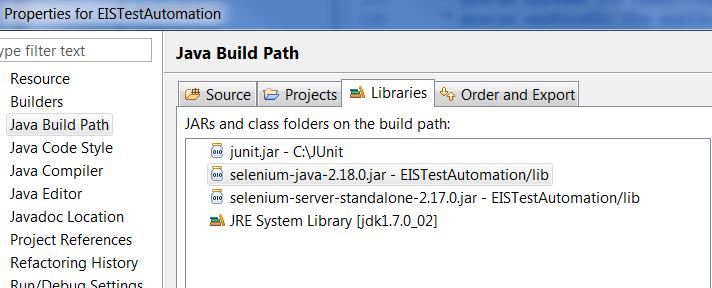 Properties for EISTestAutomation
ype filter text
Resource
Builders
Java Build Path
Java Code Style
Java Compiler
Java Editor
Javadoc Location
Project References
Refactoring History
Run/Debug Settings
Java Build Path
Source Projects Libraries Order and Export
JARs and class folders on the build path:
junit.jar - C:\JUnit
selenium-java-2.18.0.jar - EISTestAutomation/lib
selenium-server-standalone-2.17.0.jar - EISTestAutomation/lib
JRE System Library [jdk1.7.0_02]